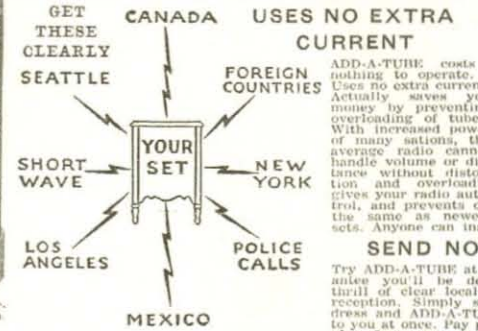 GET
THESE
CLEARLY
CANADA
SEATTLE
FOREIGN
COUNTRIES
YOUR
SET
SHORT
WAVE
NEW
YORK
LOS
ANGELES
POLICE
CALLS
MEXICO
USES NO EXTRA
CURRENT
ADD-A-TUBE costs
nothing to operate.
Uses no extra curren
Actually saves yo
money by preventin
overloading of tube
With increased pow
of many sations, th
average radio cann
handle volume or di
tance without disto
tion and overload
gives your radio aut
trol, and prevents c
the same as newe
sets. Anyone can in
SEND NO
Try ADD-A-TUBE at
antee you'll be de
thrill of clear local
reception. Simply s
dress and ADD-A-TU
to you at once. Pay